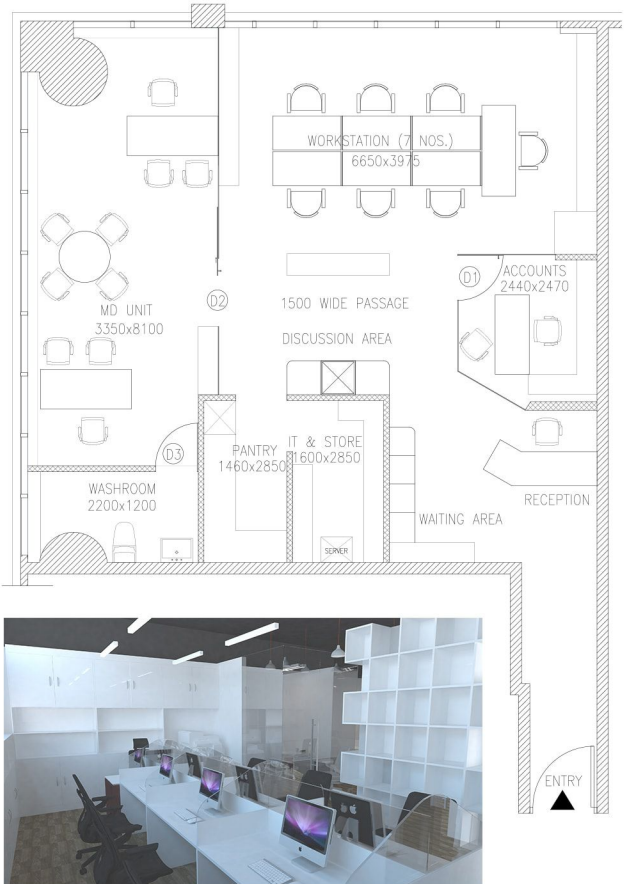 WORKSTATION (7 NOS.)
6650x3975
D1
ACCOUNTS
2440x2470
D2
1500 WIDE PASSAGE
MD UNIT
3350x8100
DISCUSSION AREA
D3
PANTRY
1460x2850
IT & STORE
1600x2850
WASHROOM
2200x1200
RECEPTION
WAITING AREA
SERVER
ENTRY